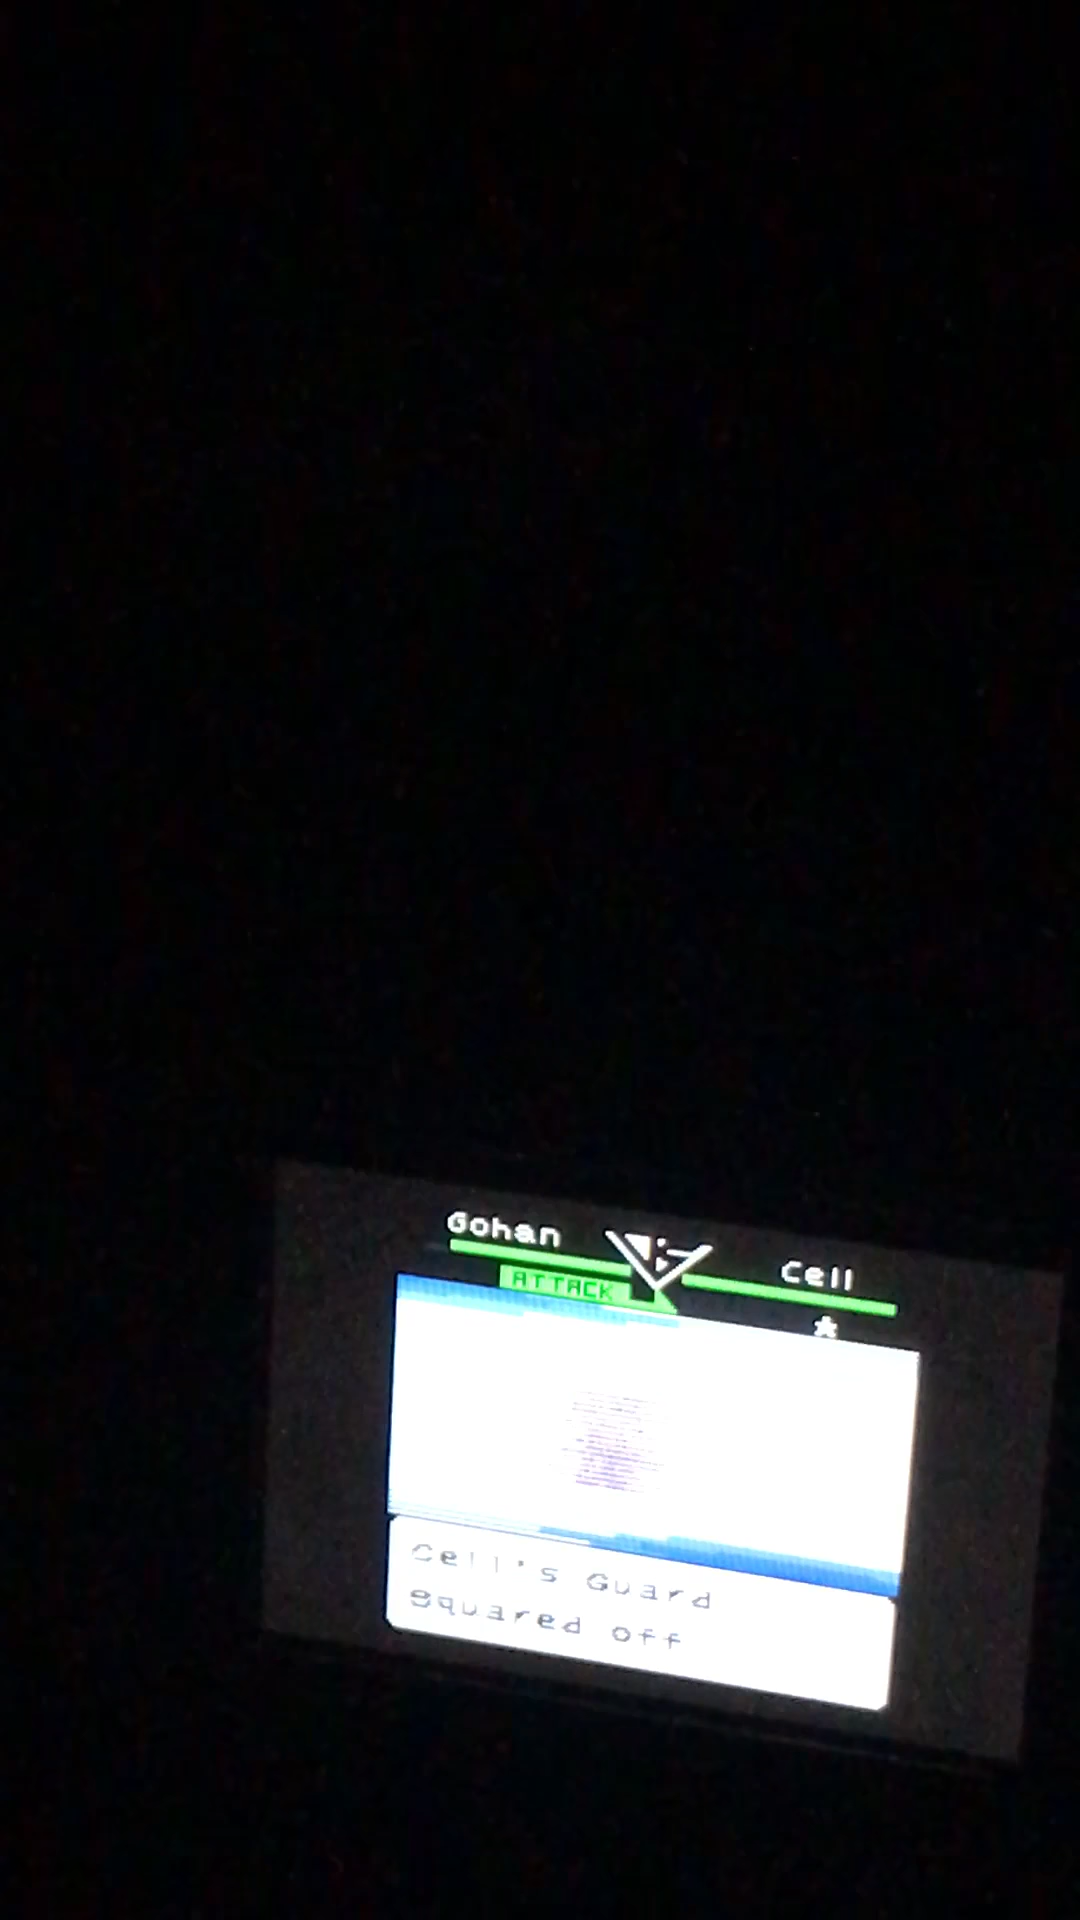 Gohan
Cell
ATTACK
Cell's Guard
squared off